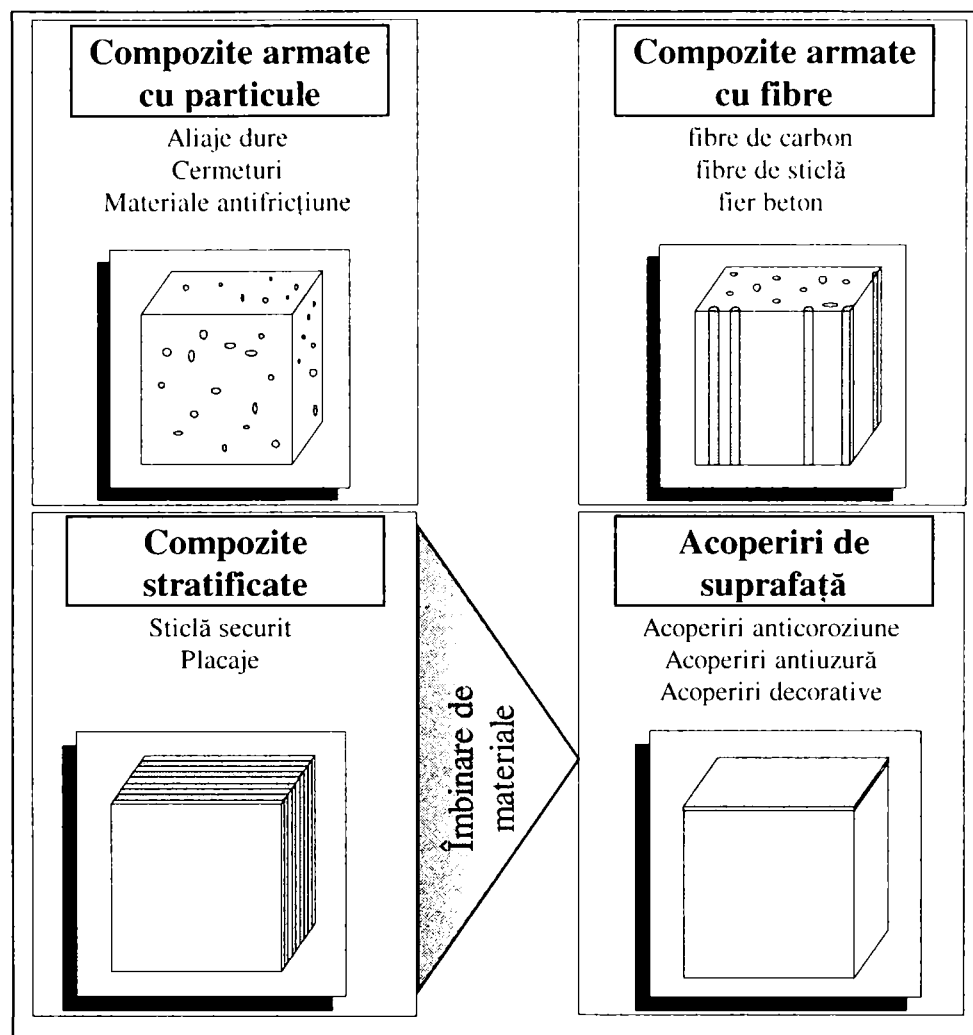 Compozite armate
cu particule
Aliaje dure
Cermeturi
Materiale antifricțiune
Compozite armate
cu fibre
fibre de carbon
fibre de sticlă
fier beton
Compozite
stratificate
Sticlă securit
Placaje
Îmbinare de
materiale
Acoperiri de
suprafață
Acoperiri anticoroziune
Acoperiri antiuzură
Acoperiri decorative